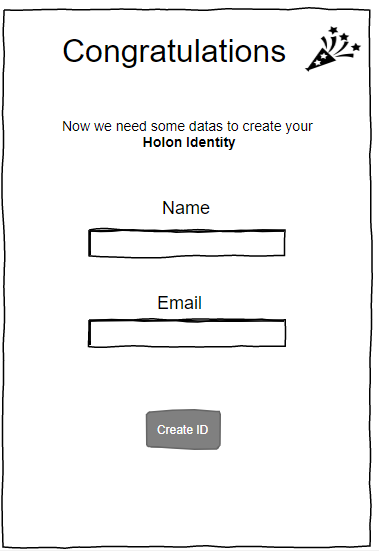 Congratulations
Now we need some datas to create your
Holon Identity
Name
Email
Create ID